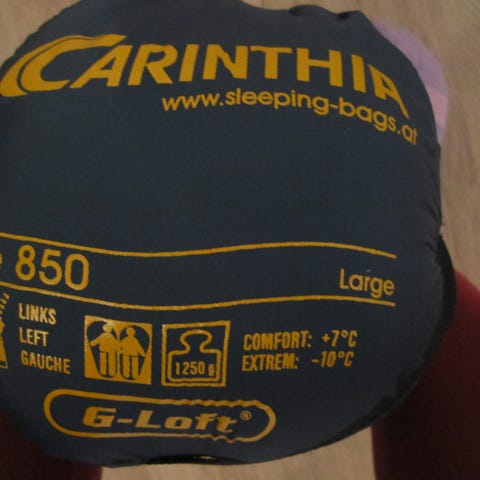 CARINTHIA
www.sleeping-bags.at
850
Large
LINKS
LEFT
GAUCHE
1250 g
COMFORT: +7°C
EXTREM: -10°C
G-Loft®